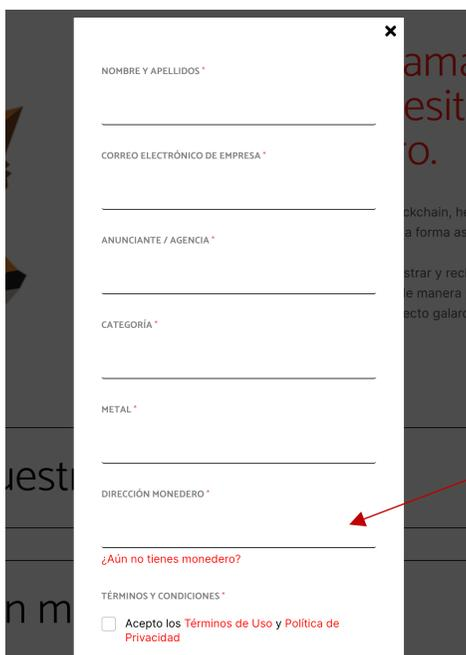 NOMBRE Y APELLIDOS *
CORREO ELECTRÓNICO DE EMPRESA *
ANUNCIANTE / AGENCIA *
CATEGORÍA *
METAL *
DIRECCIÓN MONEDERO *
¿Aún no tienes monedero?
TÉRMINOS Y CONDICIONES *
Acepto los Términos de Uso y Política de
Privacidad